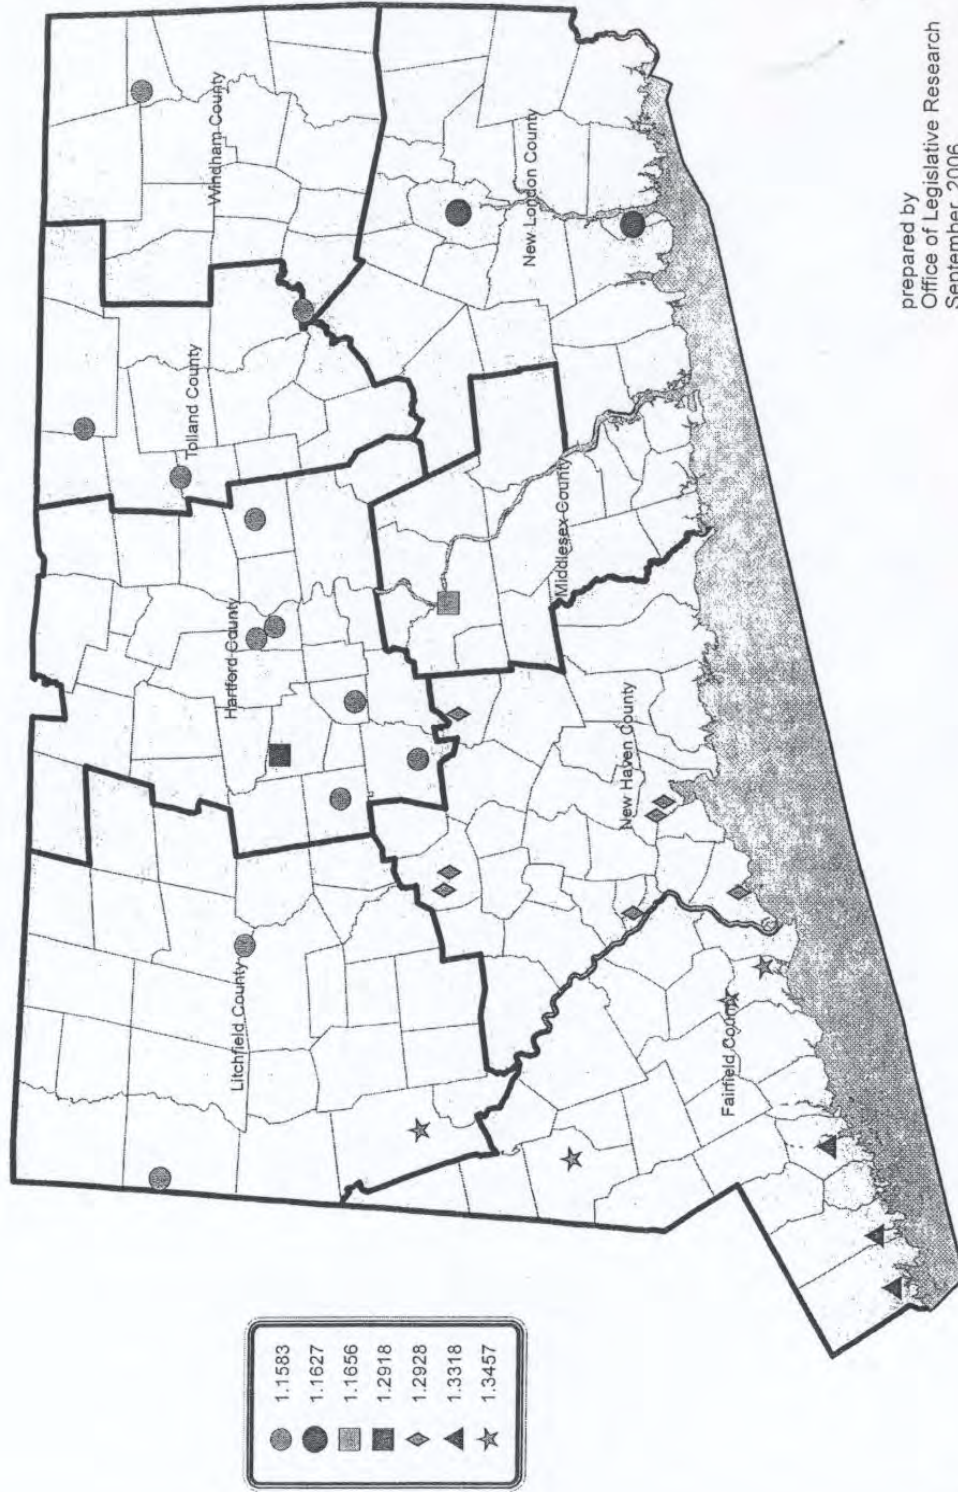 Litchfield County
Hartford County
Tolland County
Windham County
New London County
Middlesex County
New Haven County
Fairfield County
1.1583
1.1627
1.1656
1.2918
1.2928
1.3318
1.3457
prepared by
Office of Legislative Research
September, 2006